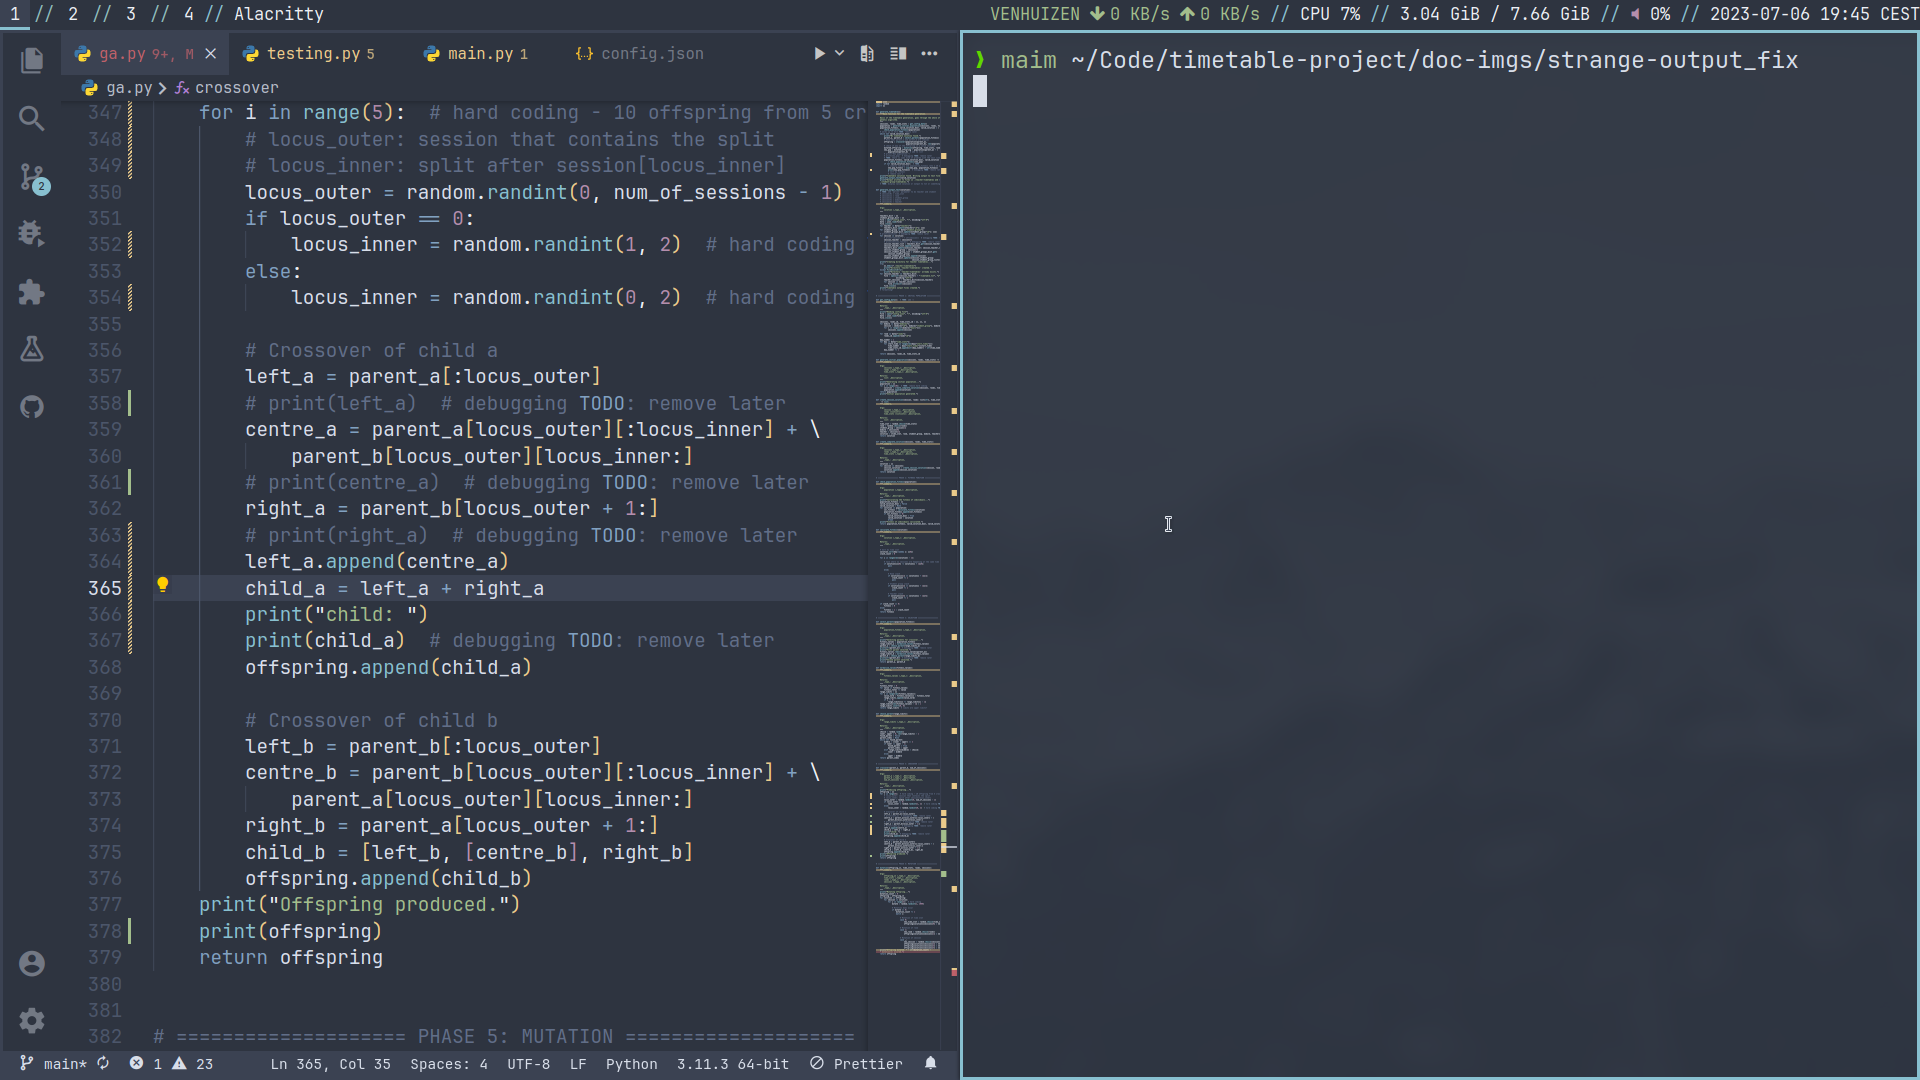 1 // 2 // 3 // 4 // Alacritty
VENHUIZEN 0 KB/s 0 KB/s // CPU 7% // 3.04 GiB / 7.66 GiB // 0% // 2023-07-06 19:45 CEST
ga.py 9+, M testing.py 5 main.py 1 {..} config.json
ga.py > crossover
347 for i in range(5):  # hard coding - 10 offspring from 5 cr
348 # locus_outer: session that contains the split
349 # locus_inner: split after session[locus_inner]
350 locus_outer = random.randint(0, num_of_sessions - 1)
351 if locus_outer == 0:
352 locus_inner = random.randint(1, 2)  # hard coding
353 else:
354 locus_inner = random.randint(0, 2)  # hard coding
355
356 # Crossover of child a
357 left_a = parent_a[:locus_outer]
358 # print(left_a)  # debugging TODO: remove later
359 centre_a = parent_a[locus_outer][:locus_inner] + \
360 parent_b[locus_outer][locus_inner:]
361 # print(centre_a)  # debugging TODO: remove later
362 right_a = parent_b[locus_outer + 1:]
363 # print(right_a)  # debugging TODO: remove later
364 left_a.append(centre_a)
365 child_a = left_a + right_a
366 print("child: ")
367 print(child_a)  # debugging TODO: remove later
368 offspring.append(child_a)
369
370 # Crossover of child b
371 left_b = parent_b[:locus_outer]
372 centre_b = parent_b[locus_outer][:locus_inner] + \
373 parent_a[locus_outer][locus_inner:]
374 right_b = parent_a[locus_outer + 1:]
375 child_b = [left_b, [centre_b], right_b]
376 offspring.append(child_b)
377 print("Offspring produced.")
378 print(offspring)
379 return offspring
380
381
382 # ==================== PHASE 5: MUTATION ====================
2
main* 1 23 Ln 365, Col 35 Spaces: 4 UTF-8 LF Python 3.11.3 64-bit Prettier
❱ maim ~/Code/timetable-project/doc-imgs/strange-output_fix